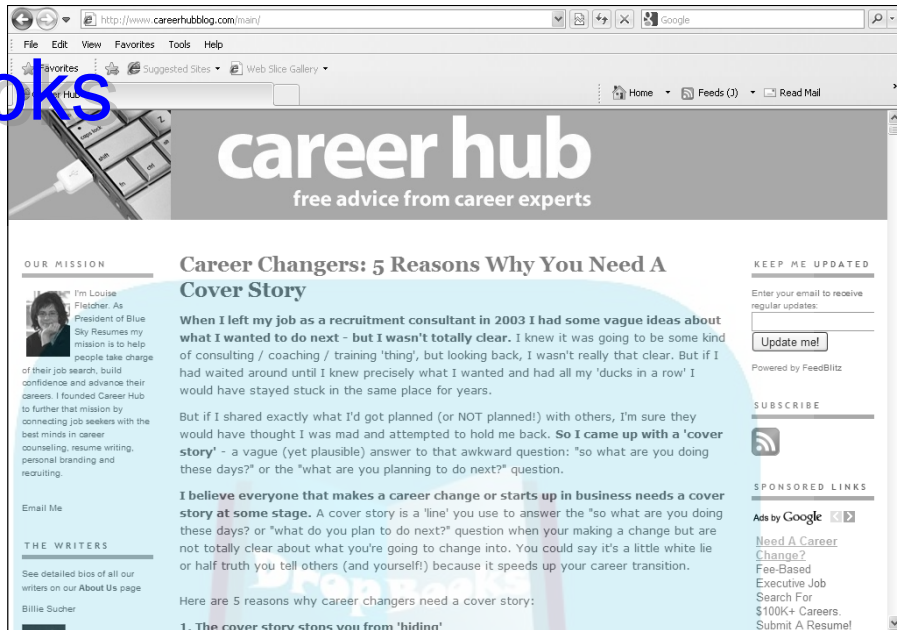 http://www.careerhubblog.com/main/
Google
File Edit View Favorites Tools Help
Favorites Suggested Sites Web Slice Gallery
oks
Home Feeds (J) Read Mail
career hub
free advice from career experts
OUR MISSION
I'm Louise
Fletcher. As
President of Blue
Sky Resumes my
mission is to help
people take charge
of their job search, build
confidence and advance their
careers. I founded Career Hub
to further that mission by
connecting job seekers with the
best minds in career
counseling, resume writing,
personal branding and
recruiting.
Email Me
THE WRITERS
See detailed bios of all our
writers on our About Us page
Billie Sucher
Career Changers: 5 Reasons Why You Need A
Cover Story
When I left my job as a recruitment consultant in 2003 I had some vague ideas about
what I wanted to do next - but I wasn't totally clear. I knew it was going to be some kind
of consulting / coaching / training 'thing', but looking back, I wasn't really that clear. But if I
had waited around until I knew precisely what I wanted and had all my 'ducks in a row' I
would have stayed stuck in the same place for years.
But if I shared exactly what I'd got planned (or NOT planned!) with others, I'm sure they
would have thought I was mad and attempted to hold me back. So I came up with a 'cover
story' - a vague (yet plausible) answer to that awkward question: "so what are you doing
these days?" or the "what are you planning to do next?" question.
I believe everyone that makes a career change or starts up in business needs a cover
story at some stage. A cover story is a 'line' you use to answer the "so what are you doing
these days? or "what do you plan to do next?" question when your making a change but are
not totally clear about what you're going to change into. You could say it's a little white lie
or half truth you tell others (and yourself!) because it speeds up your career transition.
DropBooks
Here are 5 reasons why career changers need a cover story:
1. The cover story stops you from 'hiding'
KEEP ME UPDATED
Enter your email to receive
regular updates:
Update me!
Powered by FeedBlitz
SUBSCRIBE
SPONSORED LINKS
Ads by Google
Need A Career
Change?
Fee-Based
Executive Job
Search For
$100K+ Careers.
Submit A Resume!